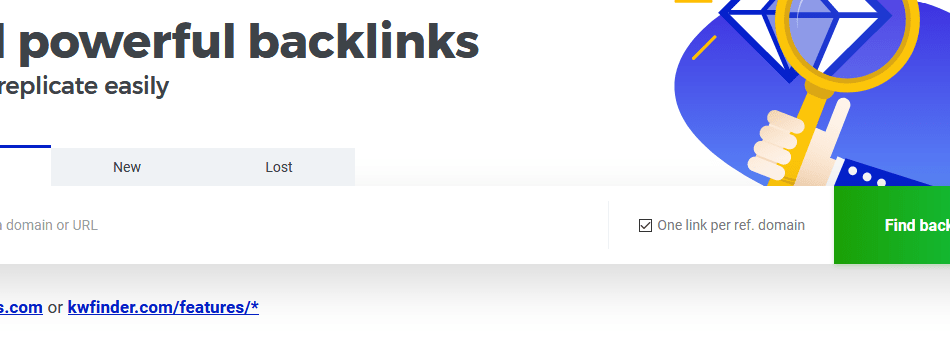 powerful backlinks
replicate easily
New
Lost
domain or URL
One link per ref. domain
Find back
s.com or kwfinder.com/features/*